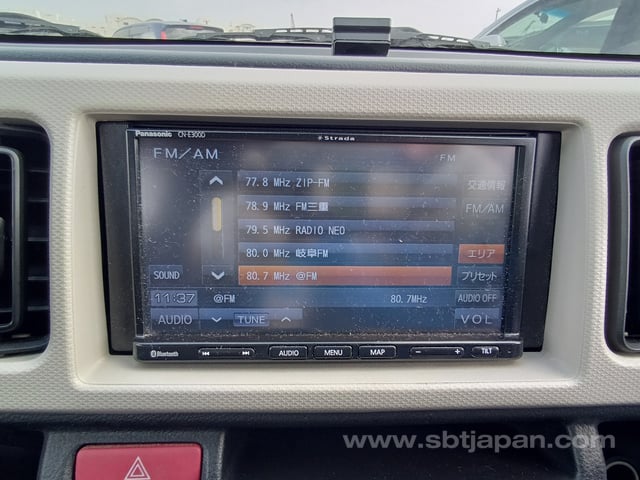 Panasonic CN-E300D
Strada
FM/AM FM
77.8 MHz ZIP-FM
交通情報
78.9 MHz FM三重
FM/AM
79.5 MHz RADIO NEO
80.0 MHz 岐阜FM
エリア
SOUND
80.7 MHz @FM
プリセット
11:37 @FM 80.7MHz
AUDIO OFF
AUDIO TUNE VOL
Bluetooth AUDIO MENU MAP - + TILT
www.sbtjapan.com